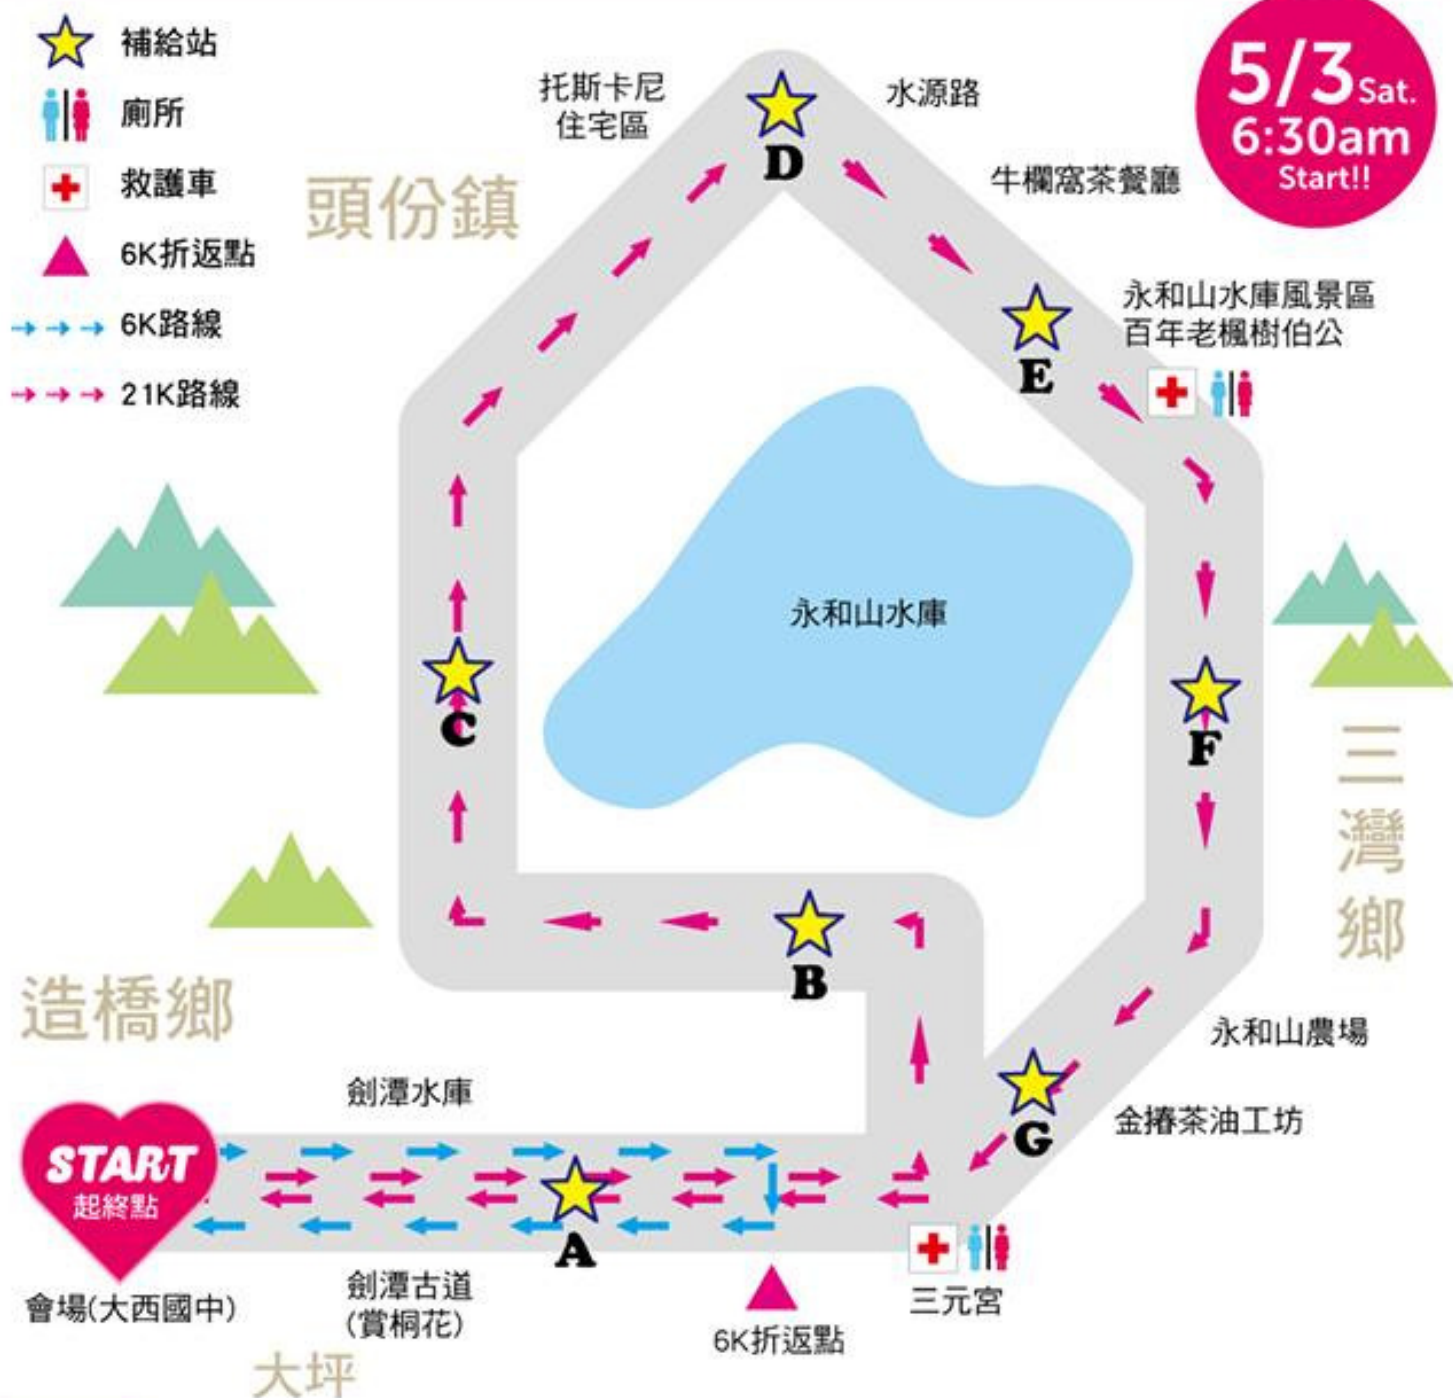 補給站
廁所
救護車
6K折返點
6K路線
21K路線
5/3 Sat.
6:30am
Start!!
托斯卡尼
住宅區
水源路
D
牛欄窩茶餐廳
頭份鎮
永和山水庫風景區
百年老楓樹伯公
E
永和山水庫
C
F
三灣鄉
B
造橋鄉
永和山農場
劍潭水庫
金椿茶油工坊
G
START
起終點
A
會場(大西國中)
劍潭古道
(賞桐花)
6K折返點
三元宮
大坪